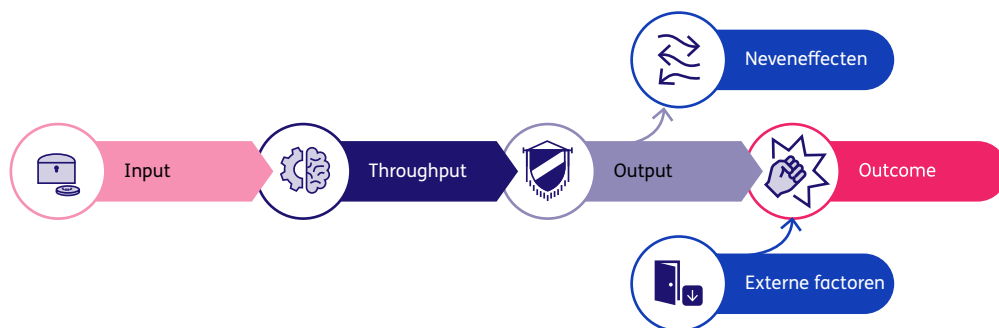 Neveneffecten
Input
Throughput
Output
Outcome
Externe factoren